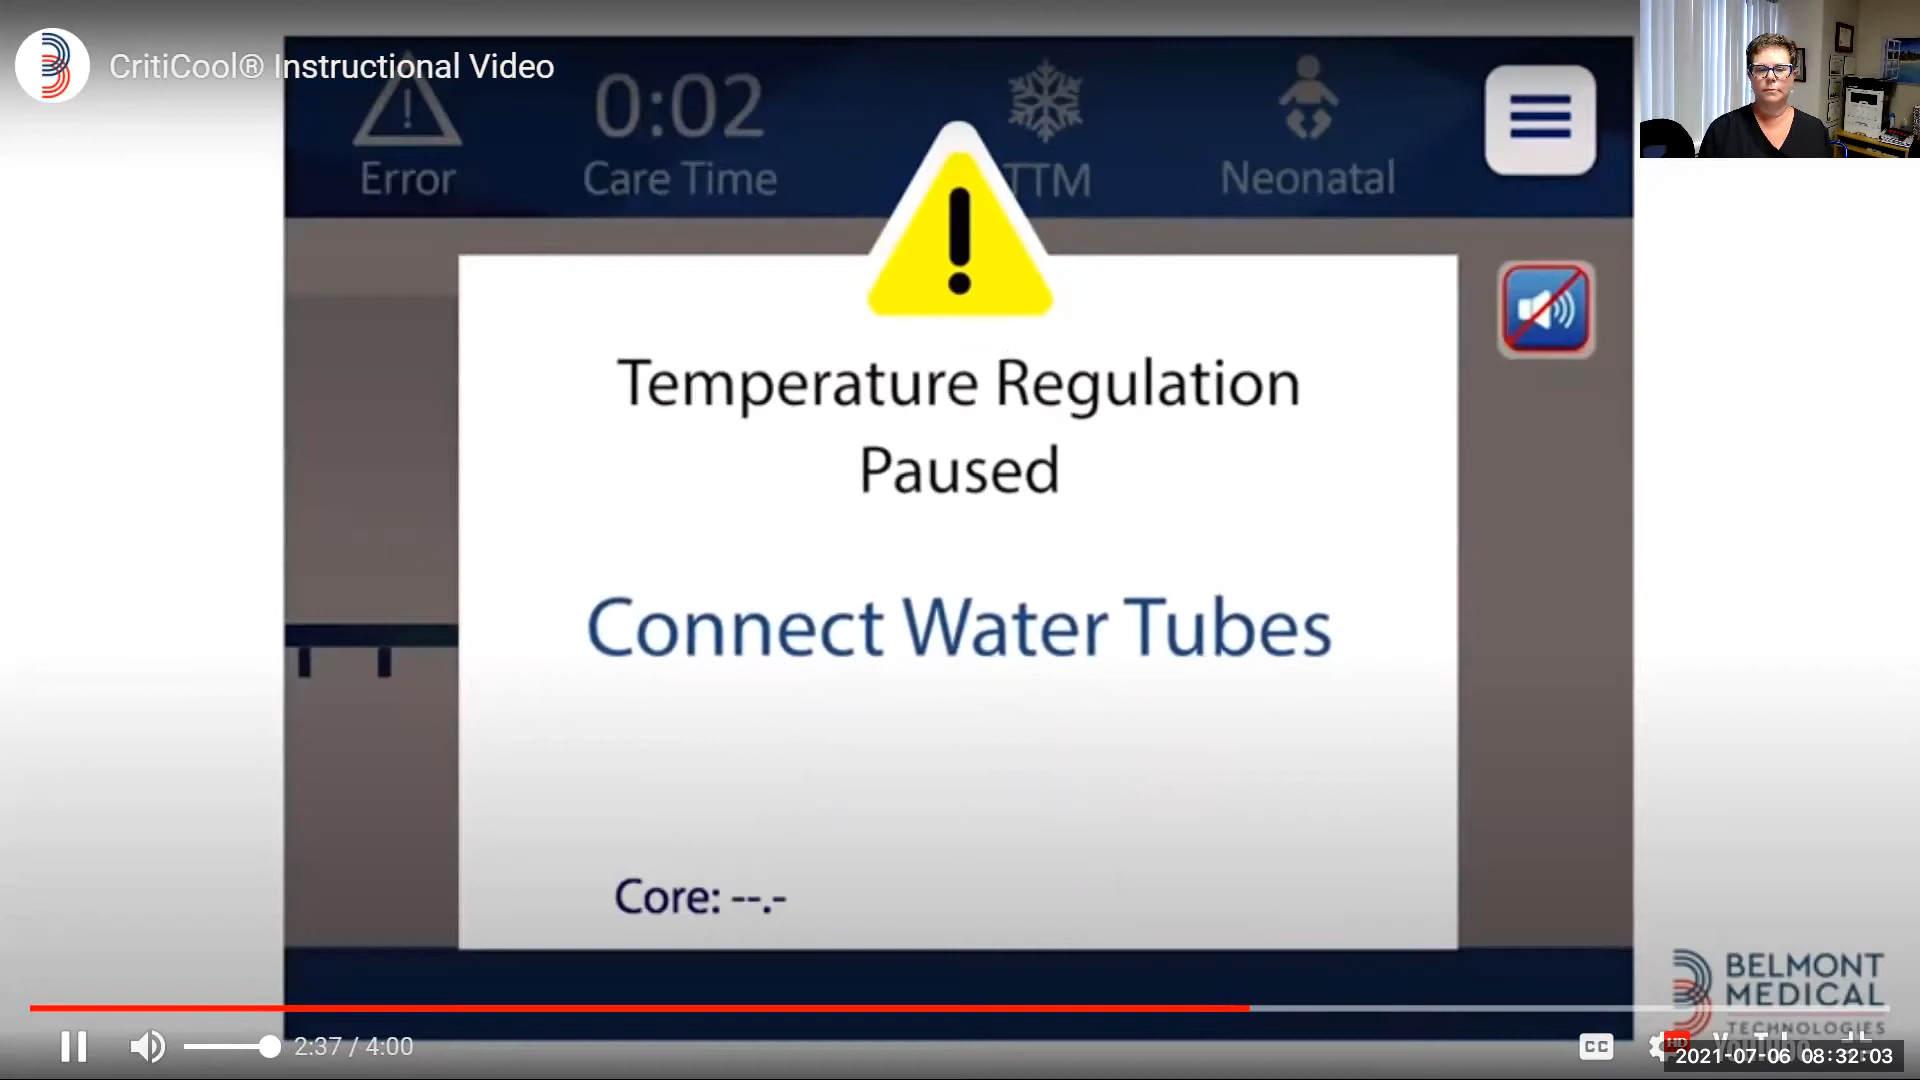 CritiCool® Instructional Video
0:02
Error
Care Time
TTM
Neonatal
!
Temperature Regulation
Paused
Connect Water Tubes
Core: --.-
BELMONT
MEDICAL
TECHNOLOGIES
2:37 / 4:00
CC
HD
2021-07-06 08:32:03